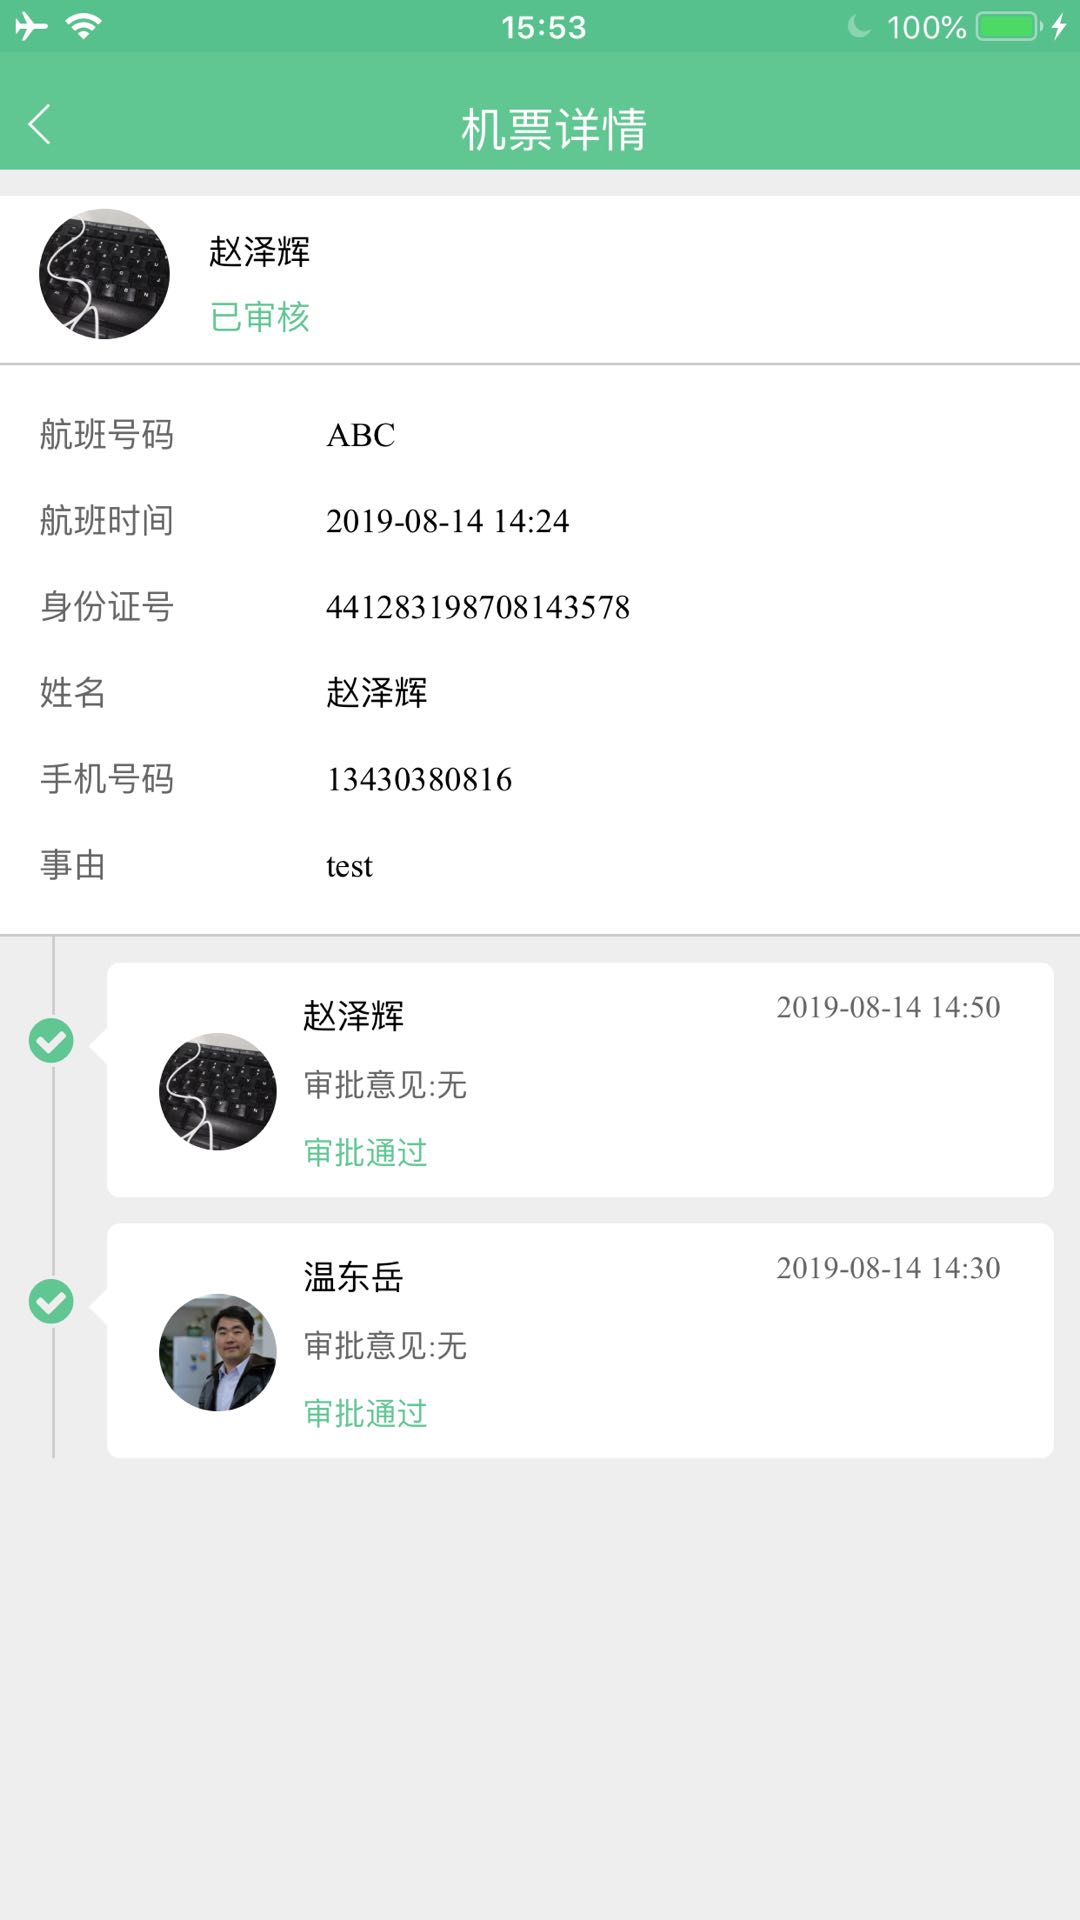 15:53
100%
机票详情
赵泽辉
已审核
航班号码 ABC
航班时间 2019-08-14 14:24
身份证号 441283198708143578
姓名 赵泽辉
手机号码 13430380816
事由 test
赵泽辉 2019-08-14 14:50
审批意见:无
审批通过
温东岳 2019-08-14 14:30
审批意见:无
审批通过